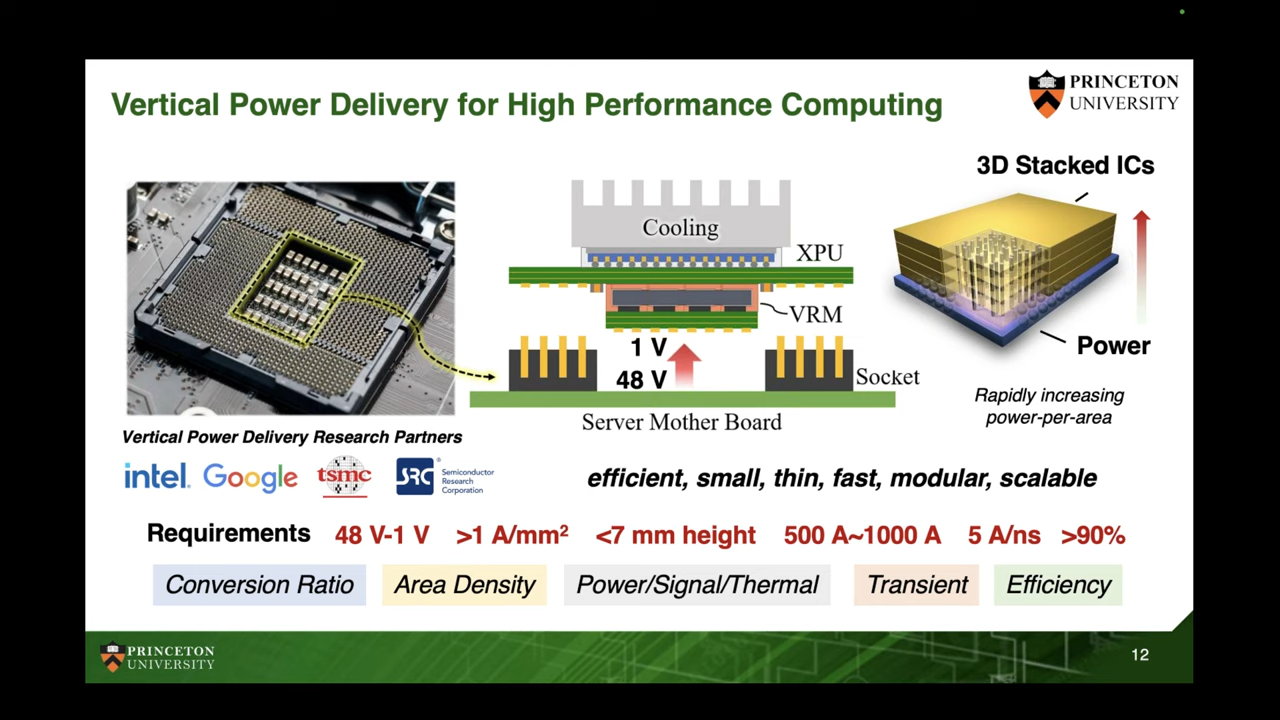 Vertical Power Delivery for High Performance Computing
PRINCETON
UNIVERSITY
3D Stacked ICs
Cooling
XPU
VRM
1 V
48 V
Socket
Server Mother Board
Power
Rapidly increasing
power-per-area
Vertical Power Delivery Research Partners
intel.
Google
tsmc
SRC®
Semiconductor
Research
Corporation
efficient, small, thin, fast, modular, scalable
Requirements 48 V-1 V >1 A/mm² <7 mm height 500 A~1000 A 5 A/ns >90%
Conversion Ratio Area Density Power/Signal/Thermal Transient Efficiency
PRINCETON
UNIVERSITY
12